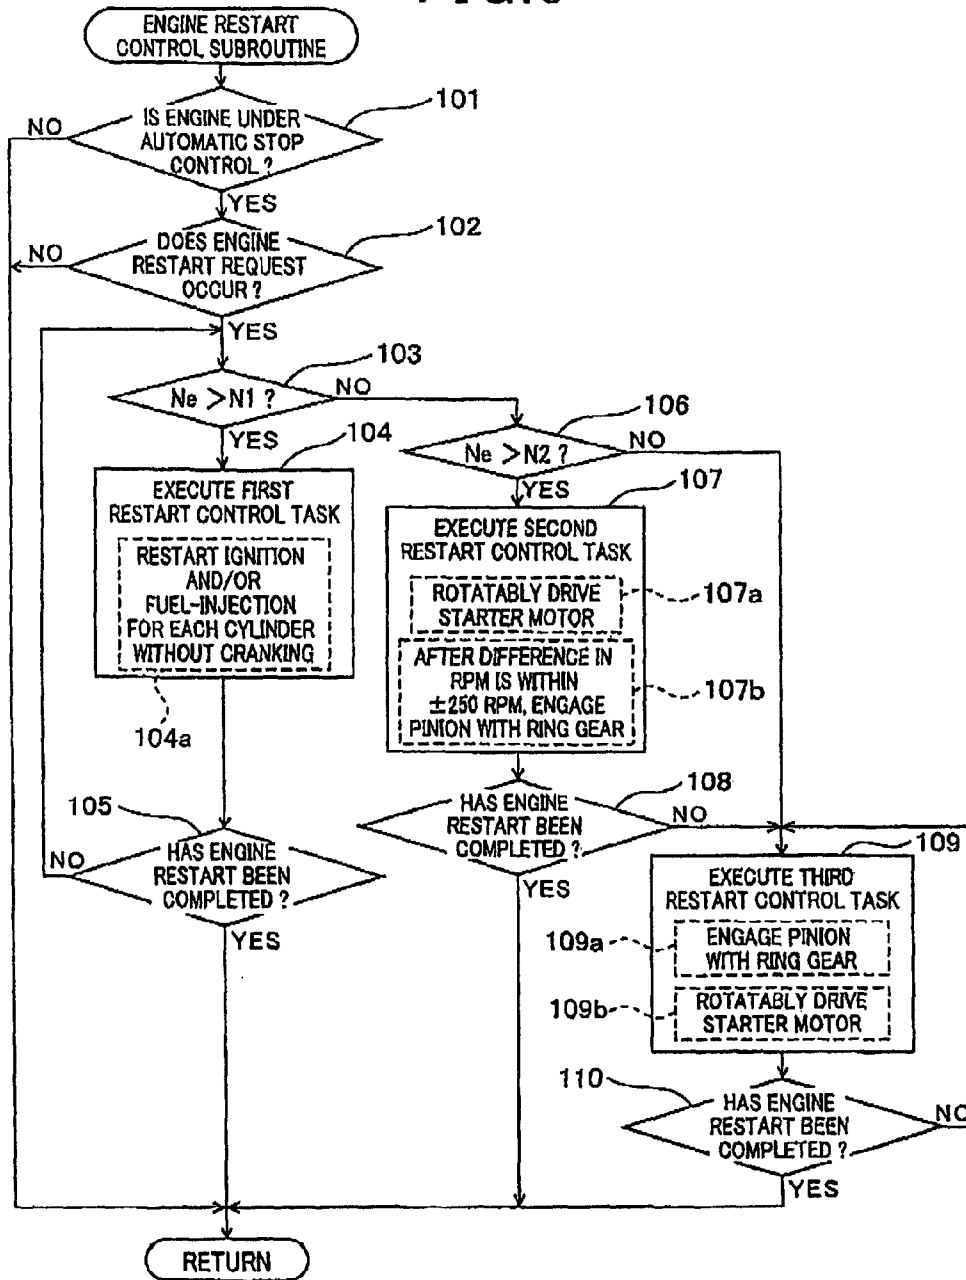 ENGINE RESTART
CONTROL SUBROUTINE
101
IS ENGINE UNDER
AUTOMATIC STOP
CONTROL ?
NO
YES
102
DOES ENGINE
RESTART REQUEST
OCCUR ?
NO
YES
103
Ne > N1 ?
NO
YES
104
EXECUTE FIRST
RESTART CONTROL TASK
RESTART IGNITION
AND/OR
FUEL-INJECTION
FOR EACH CYLINDER
WITHOUT CRANKING
104a
105
HAS ENGINE
RESTART BEEN
COMPLETED ?
NO
YES
106
Ne > N2 ?
NO
YES
107
EXECUTE SECOND
RESTART CONTROL TASK
ROTATABLY DRIVE
STARTER MOTOR
107a
AFTER DIFFERENCE IN
RPM IS WITHIN
±250 RPM, ENGAGE
PINION WITH RING GEAR
107b
108
HAS ENGINE
RESTART BEEN
COMPLETED ?
NO
YES
109
EXECUTE THIRD
RESTART CONTROL TASK
109a
ENGAGE PINION
WITH RING GEAR
109b
ROTATABLY DRIVE
STARTER MOTOR
110
HAS ENGINE
RESTART BEEN
COMPLETED ?
NO
YES
RETURN